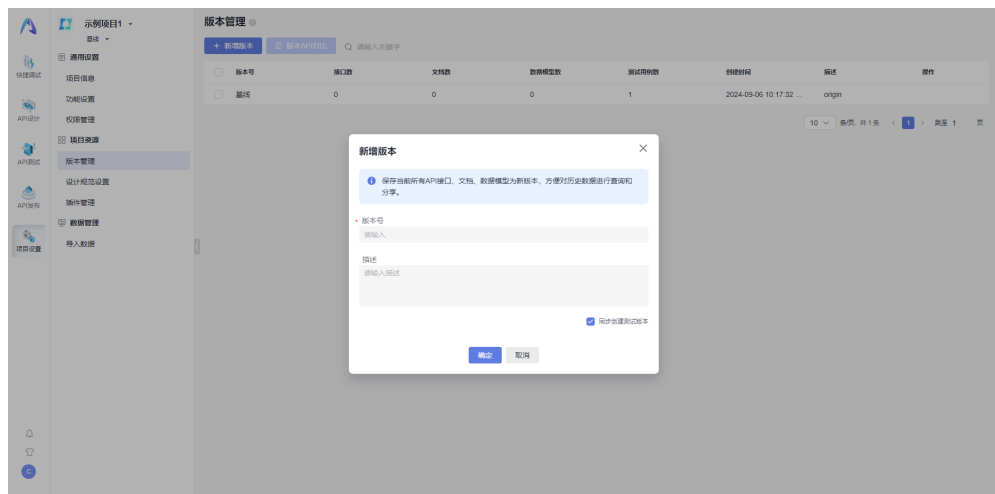 示例项目1
基线
快捷调试
API设计
API测试
API发布
项目设置
通用设置
项目信息
功能设置
权限管理
项目资源
版本管理
设计规范设置
插件管理
数据管理
导入数据
版本管理
+ 新增版本
版本API对比
请输入关键字
版本号 接口数 文档数 数据模型数 测试用例数 创建时间 描述 操作
基线 0 0 0 1 2024-09-06 10:17:32 ... origin
10 条/页, 共 1 条 < 1 > 跳至 1 页
新增版本
保存当前所有API接口、文档、数据模型为新版本，方便对历史数据进行查阅和
分享。
* 版本号
请输入
描述
请输入描述
同步创建测试版本
确定 取消
C